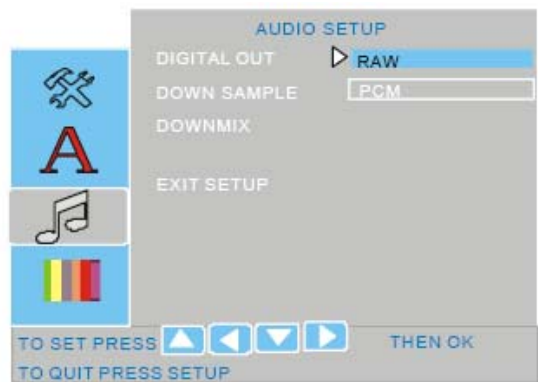 AUDIO SETUP
DIGITAL OUT RAW
DOWN SAMPLE PCM
DOWNMIX
EXIT SETUP
A
TO SET PRESS THEN OK
TO QUIT PRESS SETUP